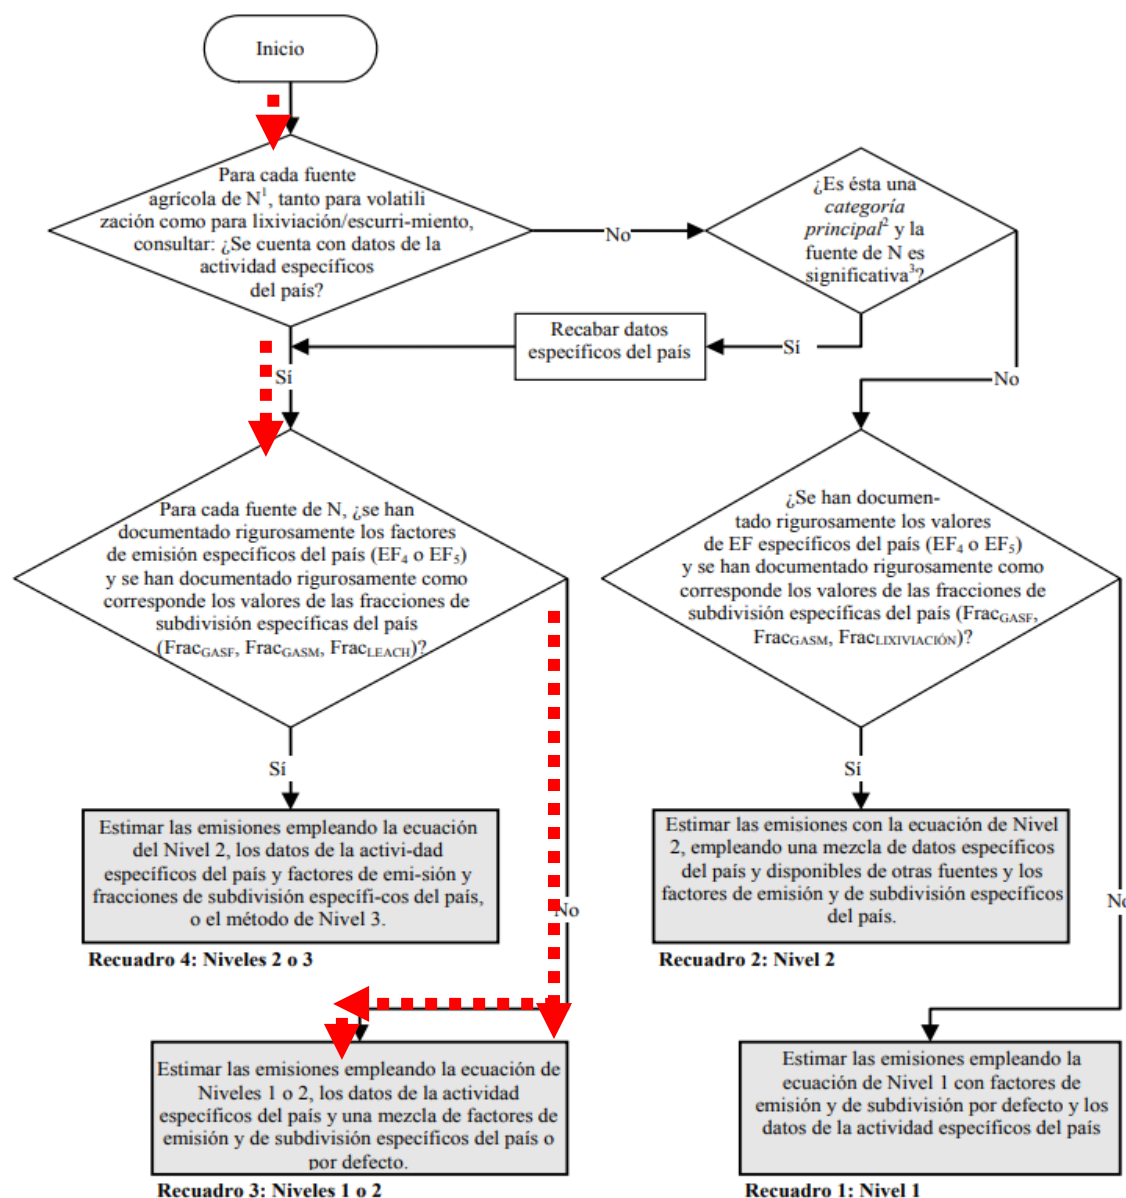 Inicio
Para cada fuente
agrícola de N¹, tanto para volatili
zación como para lixiviación/escurri-miento,
consultar: ¿Se cuenta con datos de la
actividad específicos
del país?
No
¿Es ésta una
categoría
principal² y la
fuente de N es
significativa³?
Recabar datos
específicos del país
Sí
Sí
No
Para cada fuente de N, ¿se han
documentado rigurosamente los factores
de emisión específicos del país (EF₄ o EF₅)
y se han documentado rigurosamente como
corresponde los valores de las fracciones de
subdivisión específicas del país
(FracGASF, FracGASM, FracLEACH)?
¿Se han documen-
tado rigurosamente los valores
de EF específicos del país (EF₄ o EF₅)
y se han documentado rigurosamente como
corresponde los valores de las fracciones de
subdivisión específicas del país (FracGASF,
FracGASM, FracLIXIVIACIÓN)?
Sí
Sí
Estimar las emisiones empleando la ecuación
del Nivel 2, los datos de la activi-dad
específicos del país y factores de emi-sión y
fracciones de subdivisión específi-cos del país,
o el método de Nivel 3.
No
Recuadro 4: Niveles 2 o 3
Estimar las emisiones con la ecuación de Nivel
2, empleando una mezcla de datos específicos
del país y disponibles de otras fuentes y los
factores de emisión y de subdivisión específicos
del país.
No
Recuadro 2: Nivel 2
Estimar las emisiones empleando la ecuación de
Niveles 1 o 2, los datos de la actividad
específicos del país y una mezcla de factores de
emisión y de subdivisión específicos del país o
por defecto.
Recuadro 3: Niveles 1 o 2
Estimar las emisiones empleando la
ecuación de Nivel 1 con factores de
emisión y de subdivisión por defecto y los
datos de la actividad específicos del país
Recuadro 1: Nivel 1